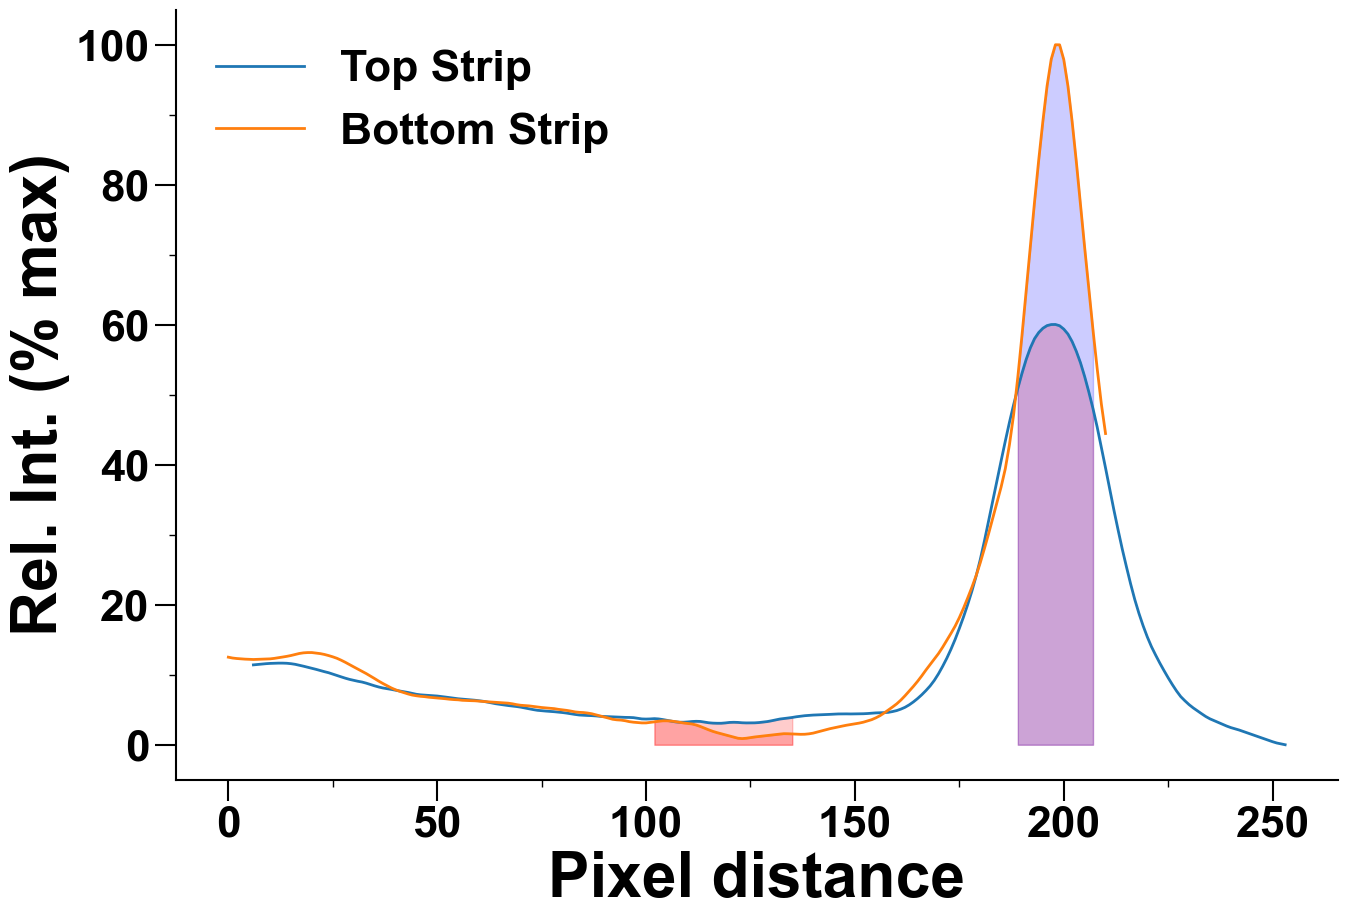 Top Strip
Bottom Strip
Rel. Int. (% max)
100
80
60
40
20
0
0 50 100 150 200 250
Pixel distance